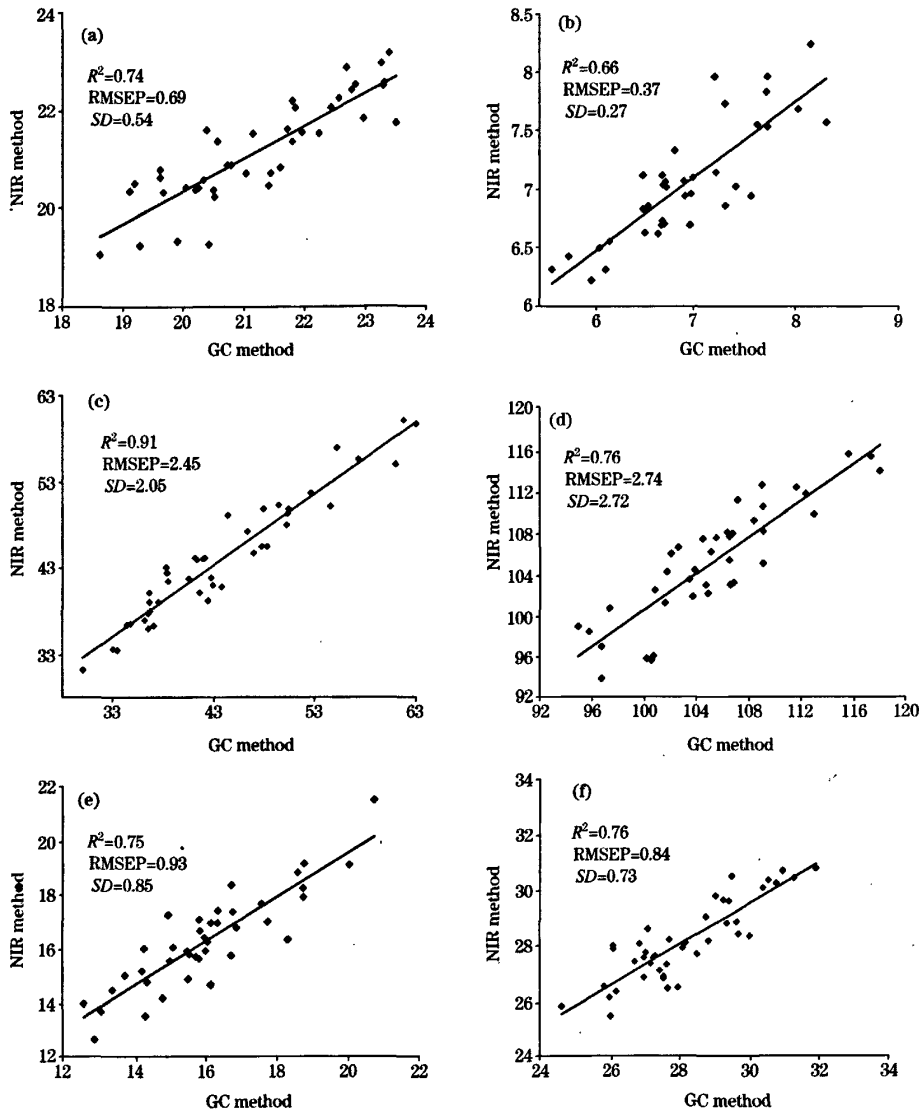 (a)
R²=0.74
RMSEP=0.69
SD=0.54
NIR method
24
22
20
18
18 19 20 21 22 23 24
GC method
(b)
R²=0.66
RMSEP=0.37
SD=0.27
NIR method
8.5
8
7.5
7
6.5
6
6 7 8 9
GC method
(c)
R²=0.91
RMSEP=2.45
SD=2.05
NIR method
63
53
43
33
33 43 53 63
GC method
(d)
R²=0.76
RMSEP=2.74
SD=2.72
NIR method
120
116
112
108
104
100
96
92
92 96 100 104 108 112 116 120
GC method
(e)
R²=0.75
RMSEP=0.93
SD=0.85
NIR method
22
20
18
16
14
12
12 14 16 18 20 22
GC method
(f)
R²=0.76
RMSEP=0.84
SD=0.73
NIR method
34
32
30
28
26
24
24 26 28 30 32 34
GC method